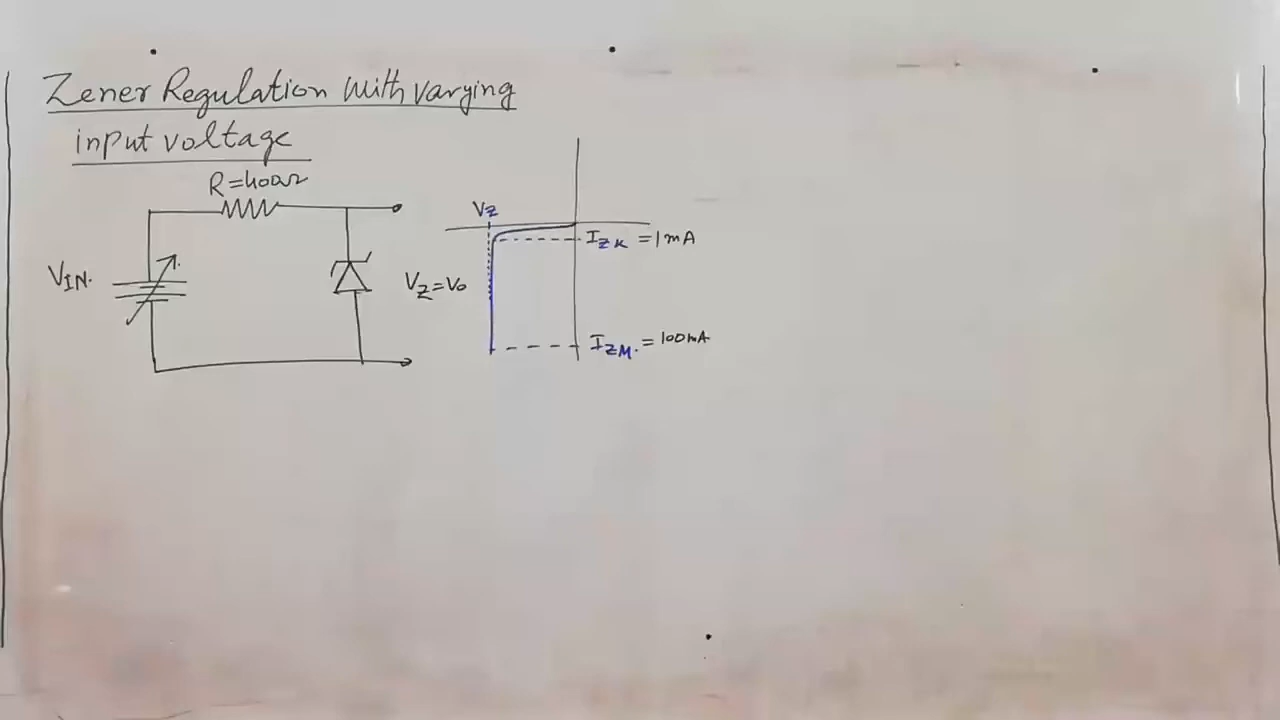 Zener Regulation with varying
input voltage
R=400Ω
VIN.
VZ=Vo
VZ
IZK = 1mA
IZM. = 100mA